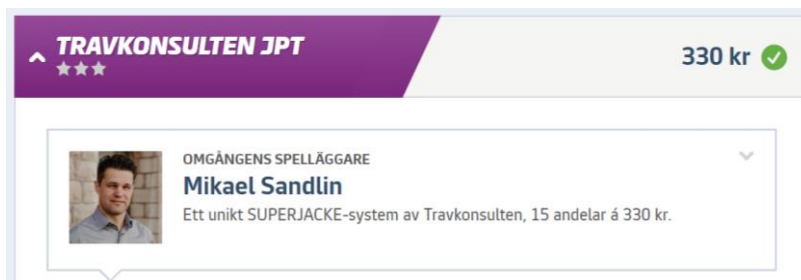 TRAVKONSULTEN JPT
330 kr
OMGÅNGENS SPELLÄGGARE
Mikael Sandlin
Ett unikt SUPERJACKE-system av Travkonsulten, 15 andelar á 330 kr.